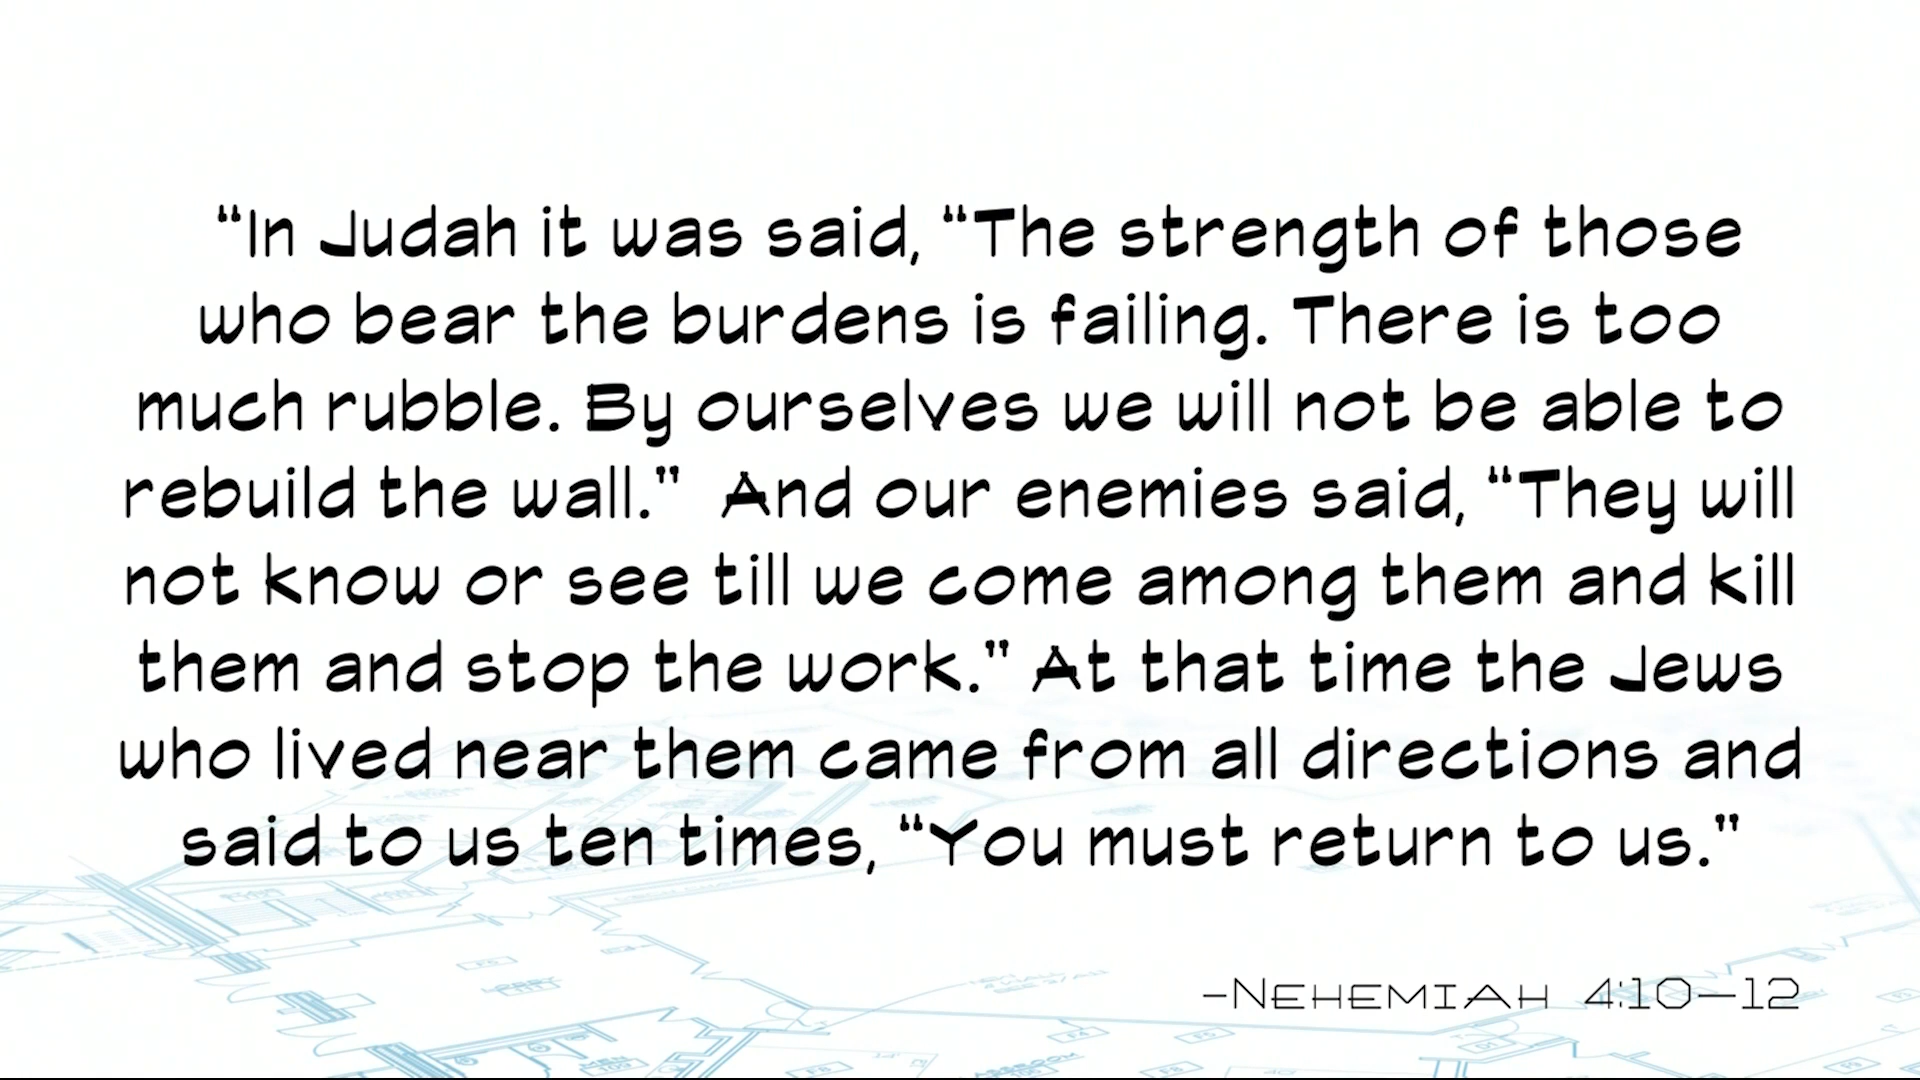 “In Judah it was said, “The strength of those
who bear the burdens is failing. There is too
much rubble. By ourselves we will not be able to
rebuild the wall."  And our enemies said, “They will
not know or see till we come among them and kill
them and stop the work." At that time the Jews
who lived near them came from all directions and
said to us ten times, “You must return to us."
–NEHEMIAH 4:10–12